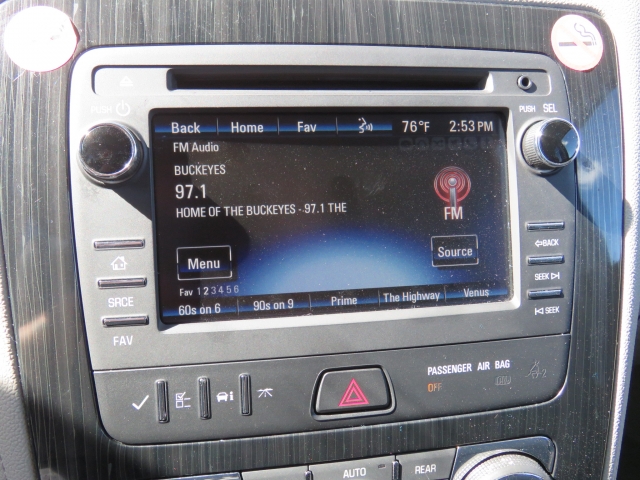 PUSH
PUSH SEL
Back Home Fav 76°F 2:53 PM
FM Audio
BUCKEYES
97.1
HOME OF THE BUCKEYES - 97.1 THE
FM
Menu
Source
Fav 1 2 3 4 5 6
60s on 6 90s on 9 Prime The Highway Venus
SRCE
FAV
BACK
SEEK
SEEK
PASSENGER AIR BAG
OFF
2
AUTO
REAR